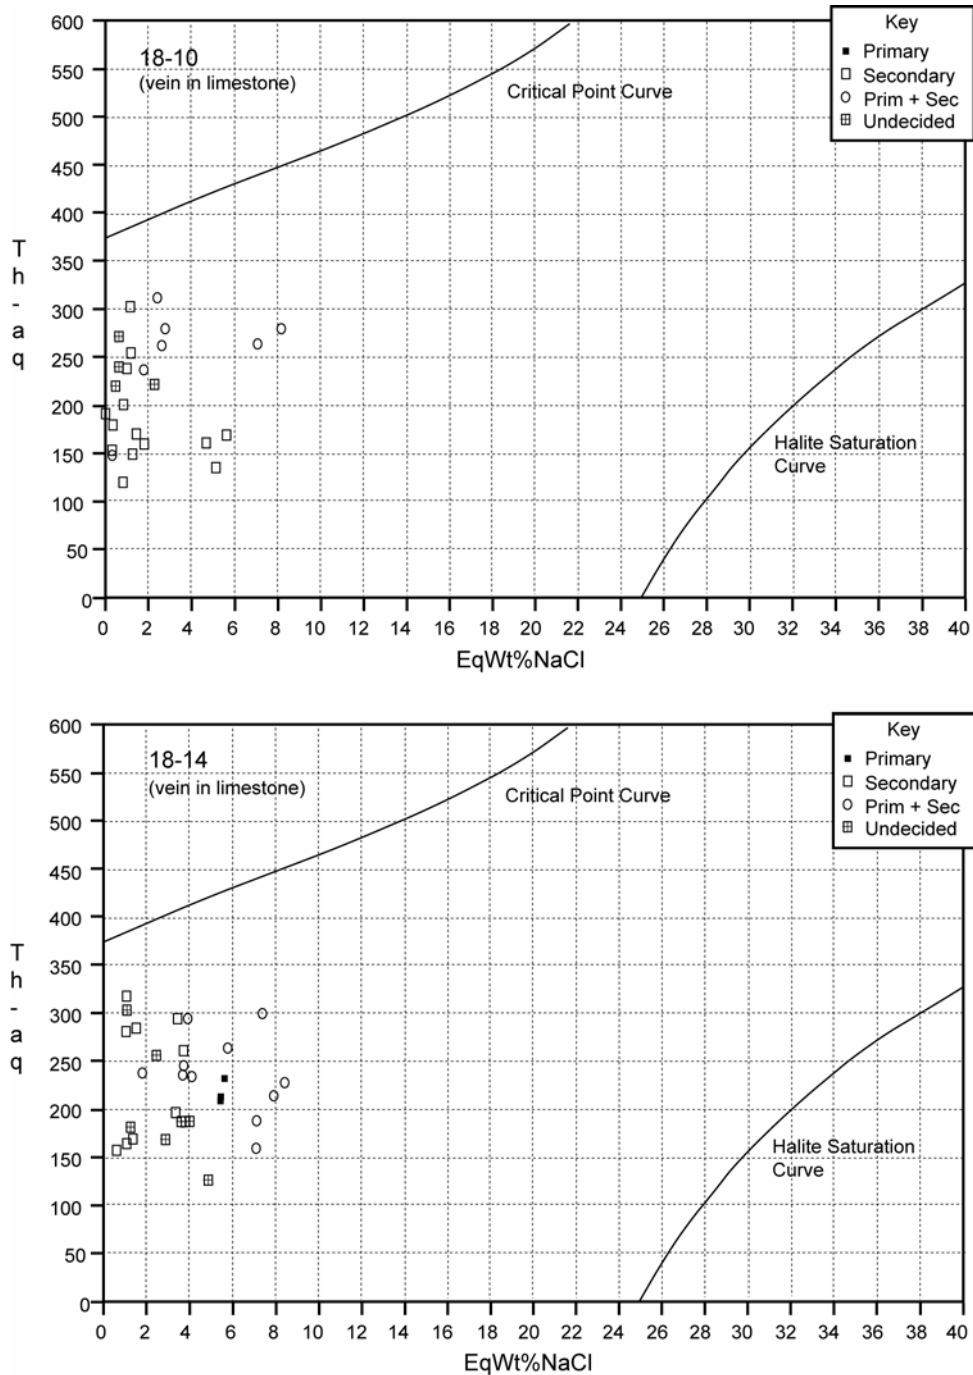 600
550
500
450
400
350
300
250
200
150
100
50
0
Th-aq
18-10
(vein in limestone)
Critical Point Curve
Halite Saturation
Curve
Key
Primary
Secondary
Prim + Sec
Undecided
0 2 4 6 8 10 12 14 16 18 20 22 24 26 28 30 32 34 36 38 40
EqWt%NaCl
600
550
500
450
400
350
300
250
200
150
100
50
0
Th-aq
18-14
(vein in limestone)
Critical Point Curve
Halite Saturation
Curve
Key
Primary
Secondary
Prim + Sec
Undecided
0 2 4 6 8 10 12 14 16 18 20 22 24 26 28 30 32 34 36 38 40
EqWt%NaCl